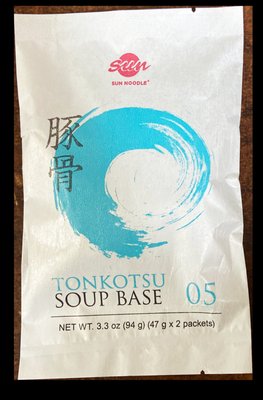 Sun
SUN NOODLE
豚骨
TONKOTSU
SOUP BASE 05
NET WT. 3.3 oz (94 g) (47 g x 2 packets)